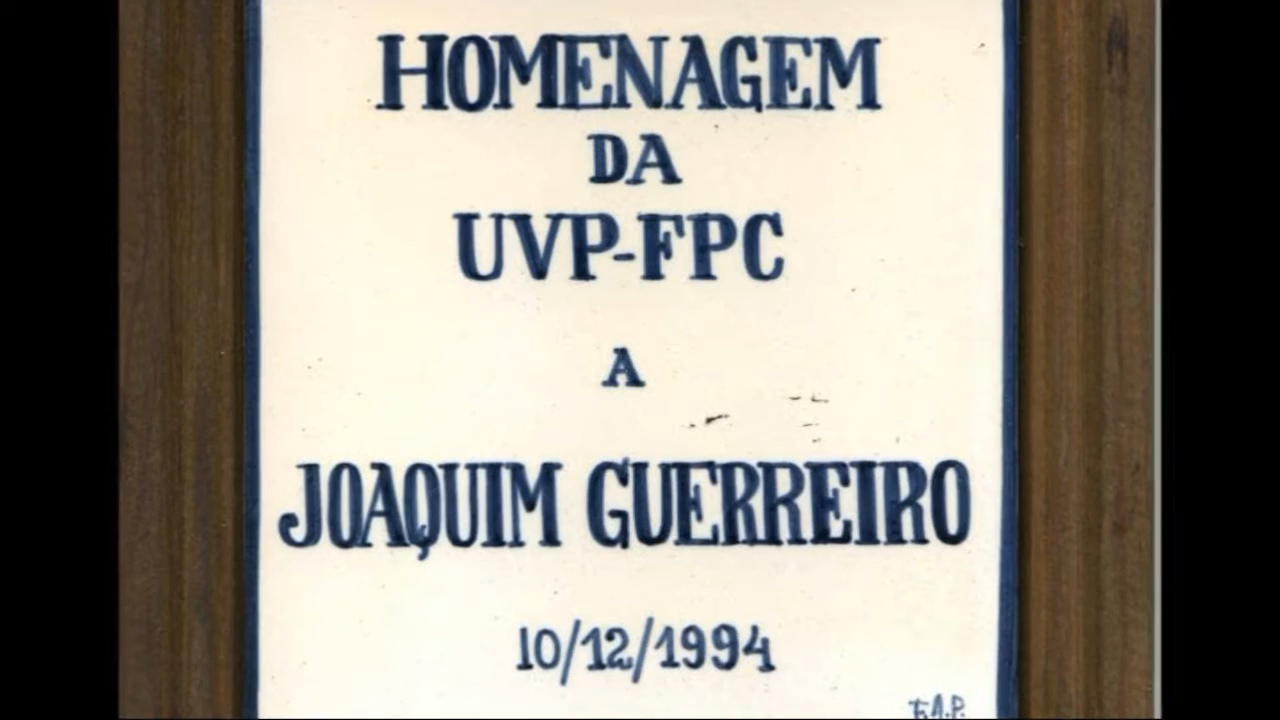 HOMENAGEM
DA
UVP-FPC
A
JOAQUIM GUERREIRO
10/12/1994